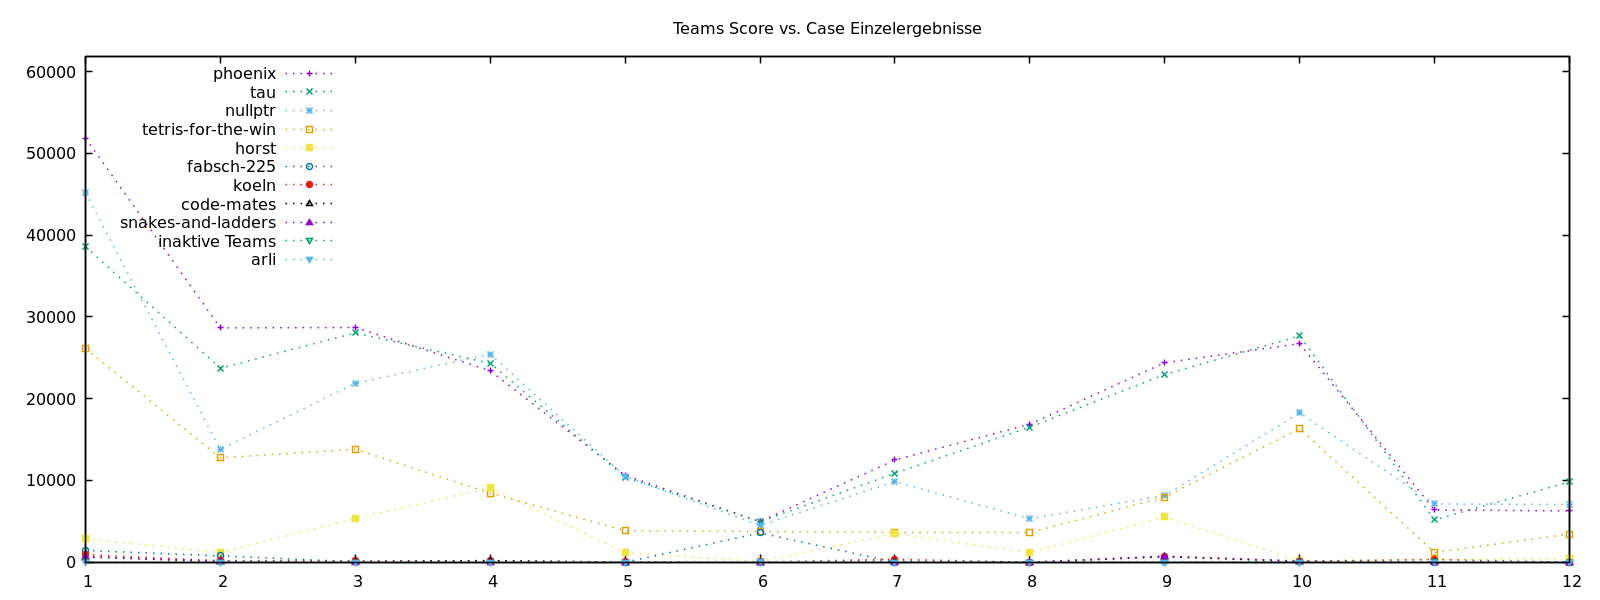 Teams Score vs. Case Einzelergebnisse
60000
50000
40000
30000
20000
10000
0
phoenix
tau
nullptr
tetris-for-the-win
horst
fabsch-225
koeln
code-mates
snakes-and-ladders
inaktive Teams
arli
1 2 3 4 5 6 7 8 9 10 11 12